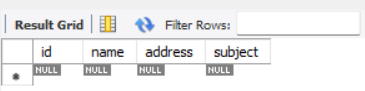 Result Grid Filter Rows:
id name address subject
NULL NULL NULL NULL